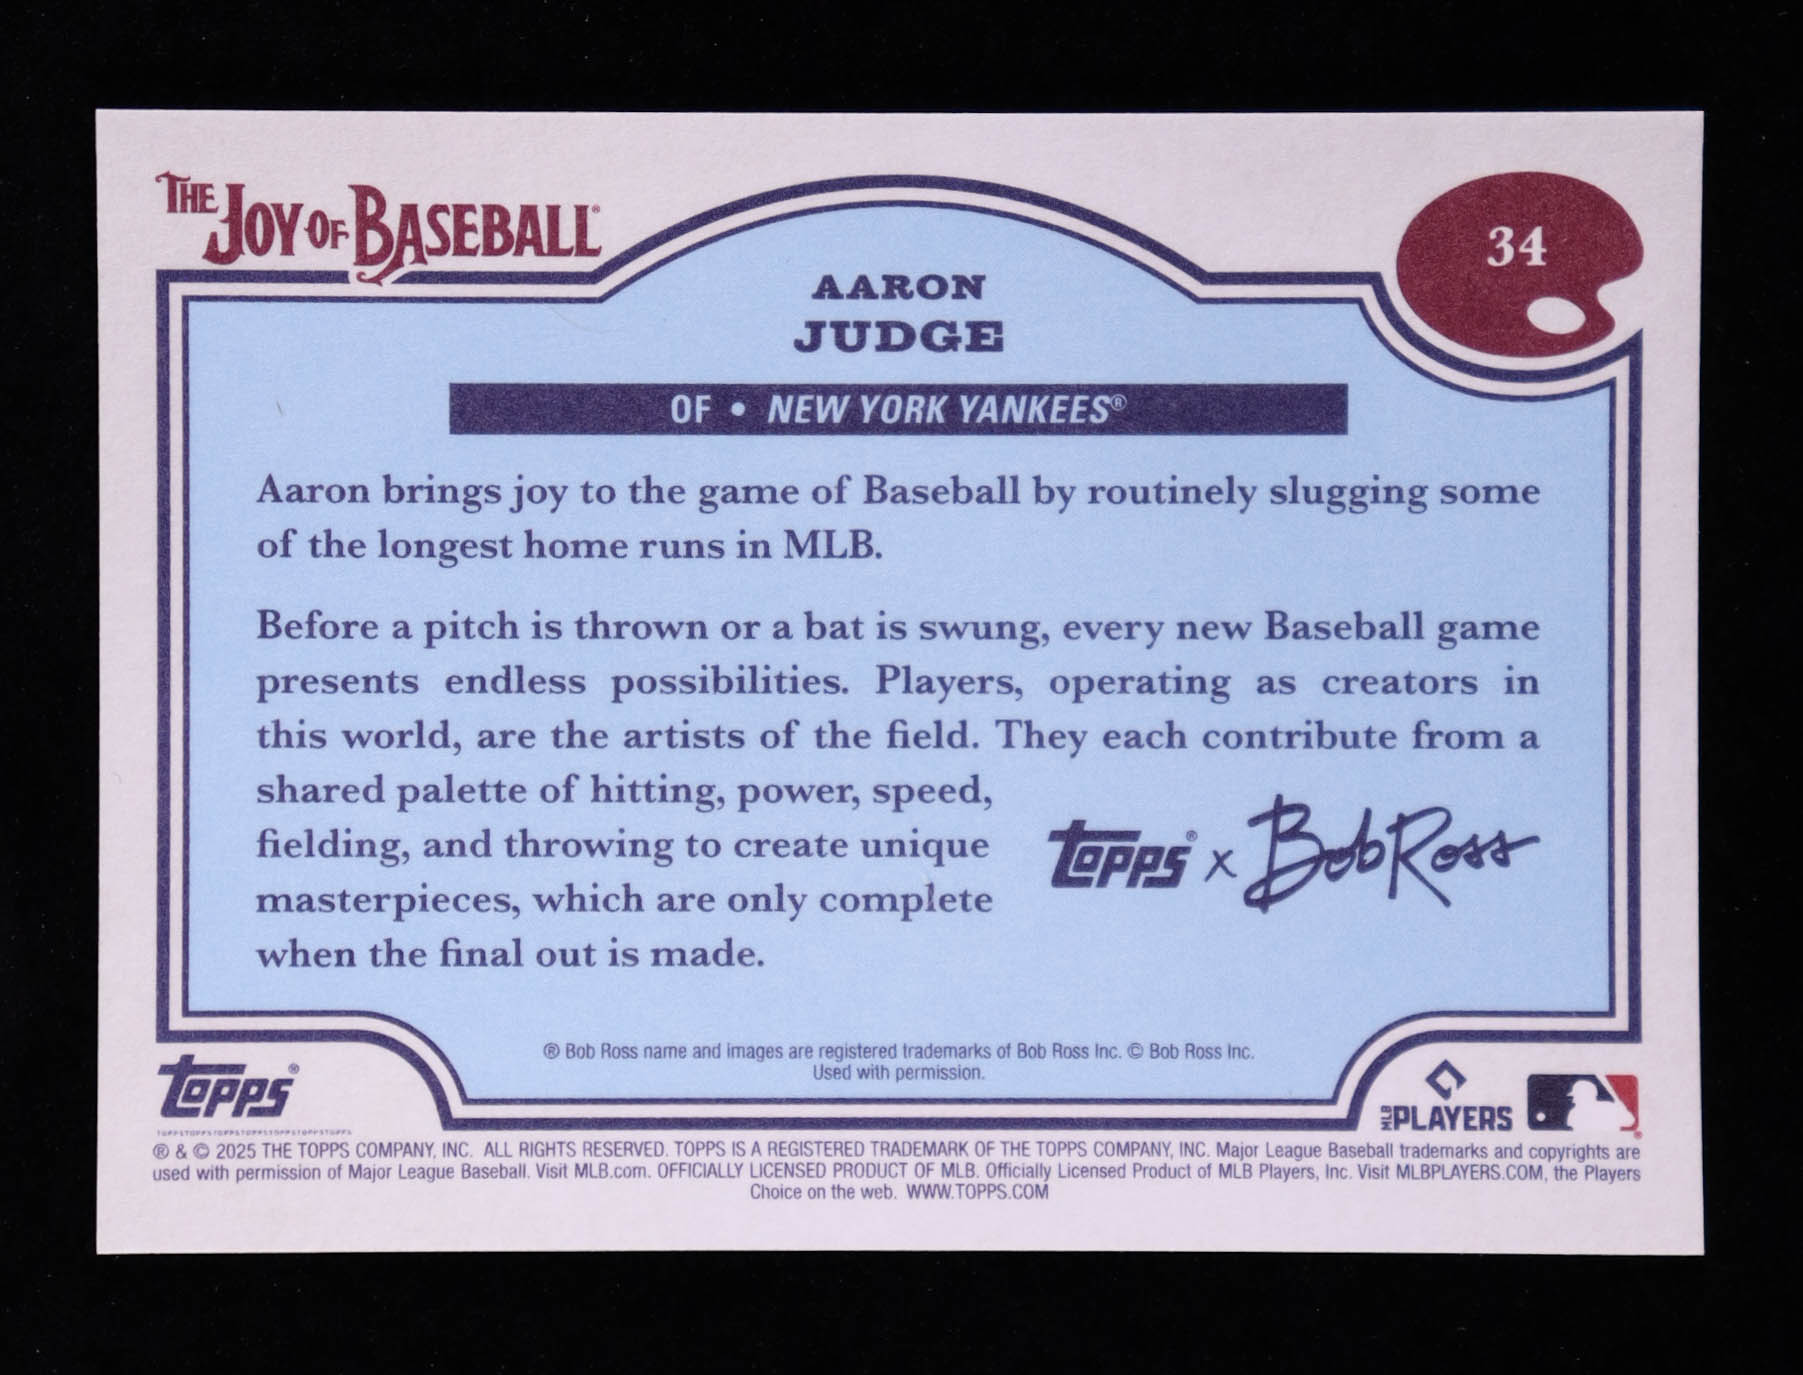 THE JOY OF BASEBALL®
34
AARON
JUDGE
OF • NEW YORK YANKEES®
Aaron brings joy to the game of Baseball by routinely slugging some
of the longest home runs in MLB.
Before a pitch is thrown or a bat is swung, every new Baseball game
presents endless possibilities. Players, operating as creators in
this world, are the artists of the field. They each contribute from a
shared palette of hitting, power, speed,
fielding, and throwing to create unique
masterpieces, which are only complete
when the final out is made.
Topps® x Bob Ross
® Bob Ross name and images are registered trademarks of Bob Ross Inc. © Bob Ross Inc.
Used with permission.
Topps®
MLB PLAYERS
TOPPSTOPPSTOPPSTOPPSTOPPSTOPPSTOPPS
® & © 2025 THE TOPPS COMPANY, INC. ALL RIGHTS RESERVED. TOPPS IS A REGISTERED TRADEMARK OF THE TOPPS COMPANY, INC. Major League Baseball trademarks and copyrights are
used with permission of Major League Baseball. Visit MLB.com. OFFICIALLY LICENSED PRODUCT OF MLB. Officially Licensed Product of MLB Players, Inc. Visit MLBPLAYERS.COM, the Players
Choice on the web. WWW.TOPPS.COM